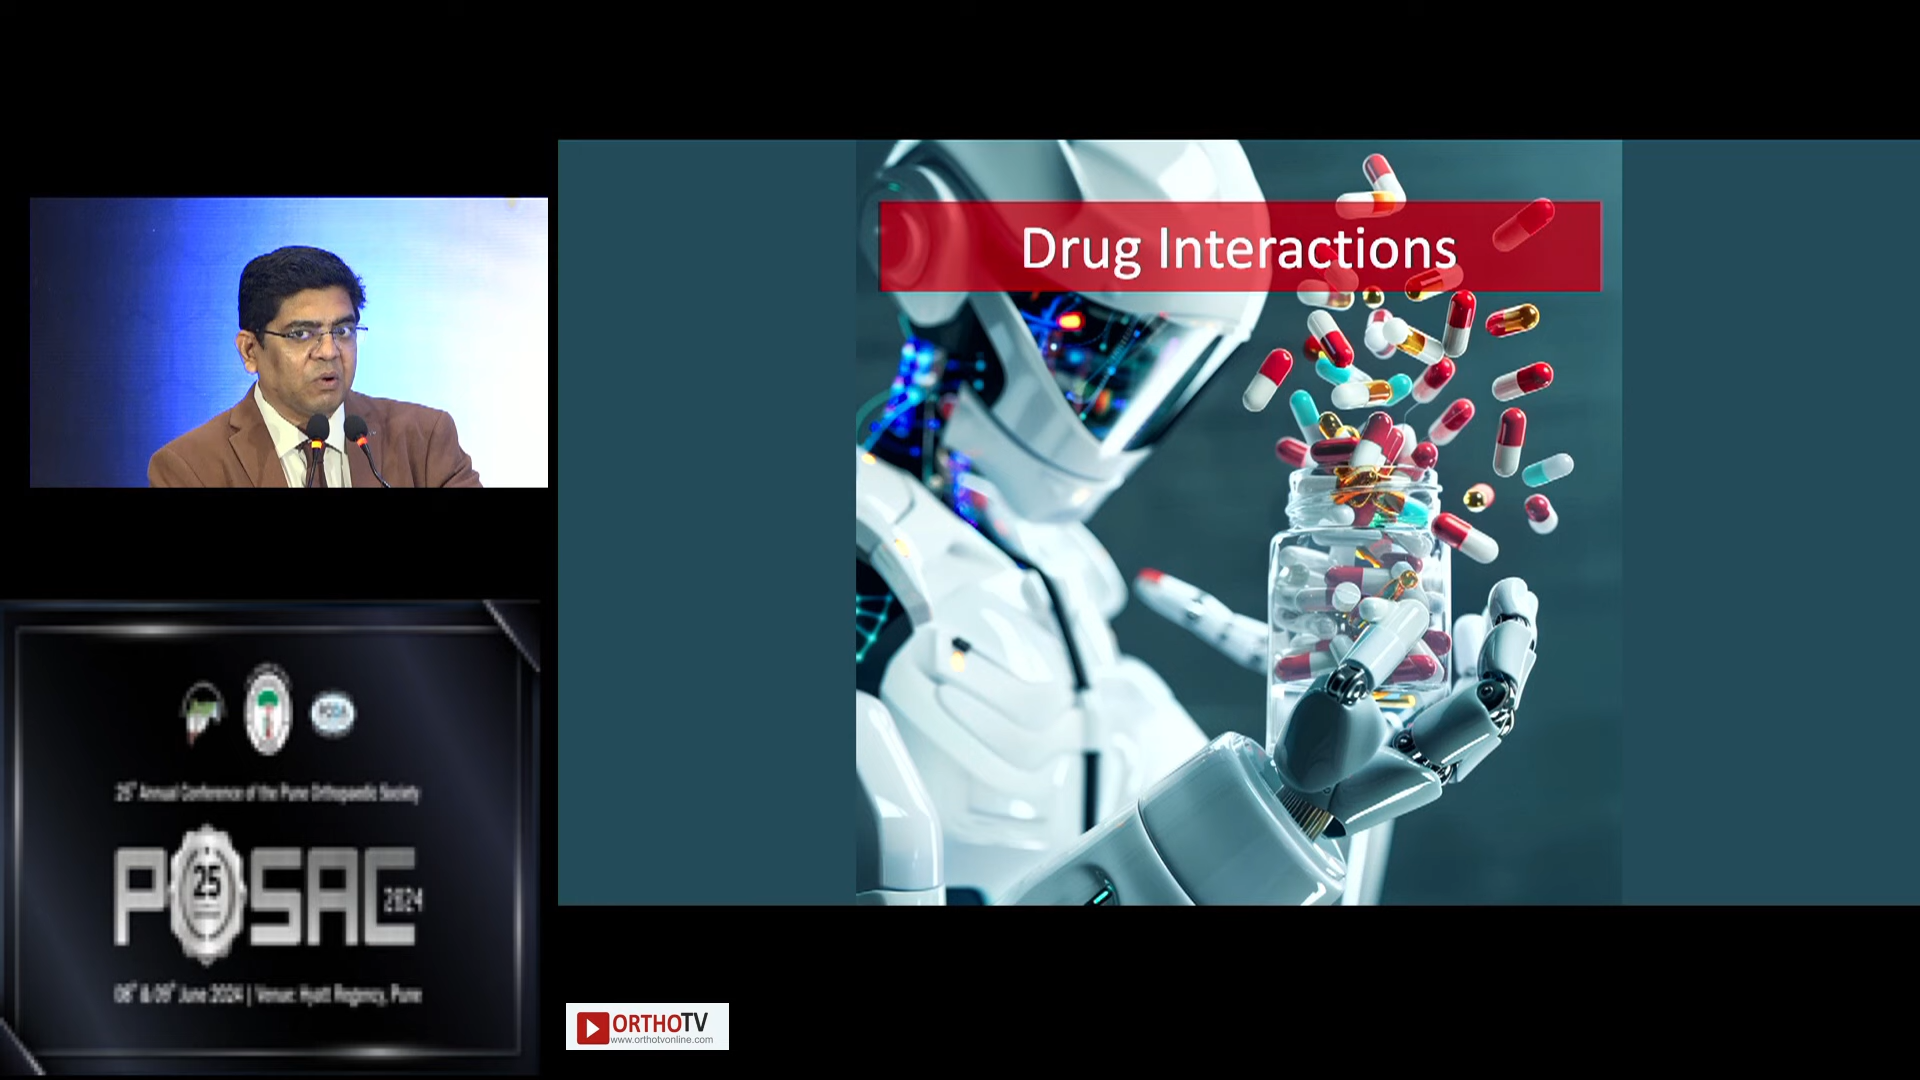 Drug Interactions
25th Annual Conference of the Pune Orthopaedic Society
POSAC
25
2024
08th & 09th June 2024 | Venue: Hyatt Regency, Pune
ORTHOTV
www.orthotvonline.com